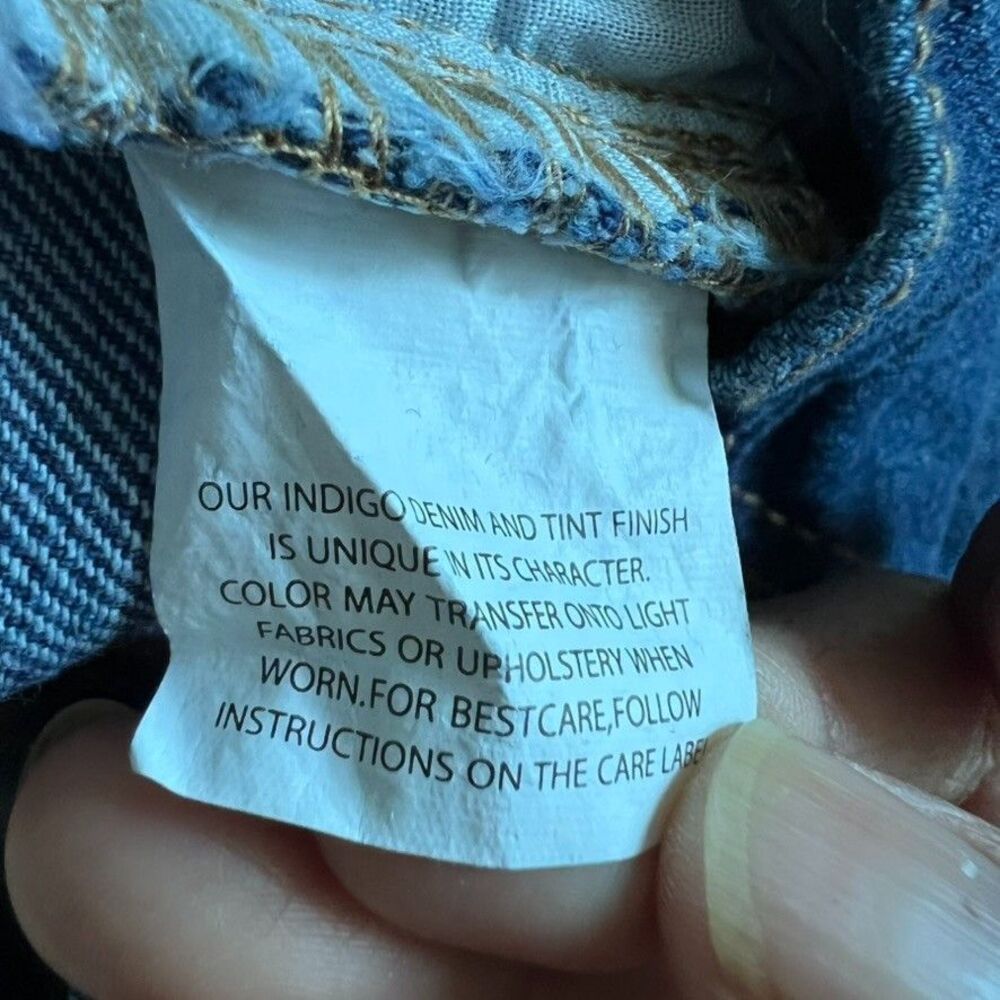 OUR INDIGO DENIM AND TINT FINISH
IS UNIQUE IN ITS CHARACTER.
COLOR MAY TRANSFER ONTO LIGHT
FABRICS OR UPHOLSTERY WHEN
WORN.FOR BESTCARE,FOLLOW
INSTRUCTIONS ON THE CARE LABEL